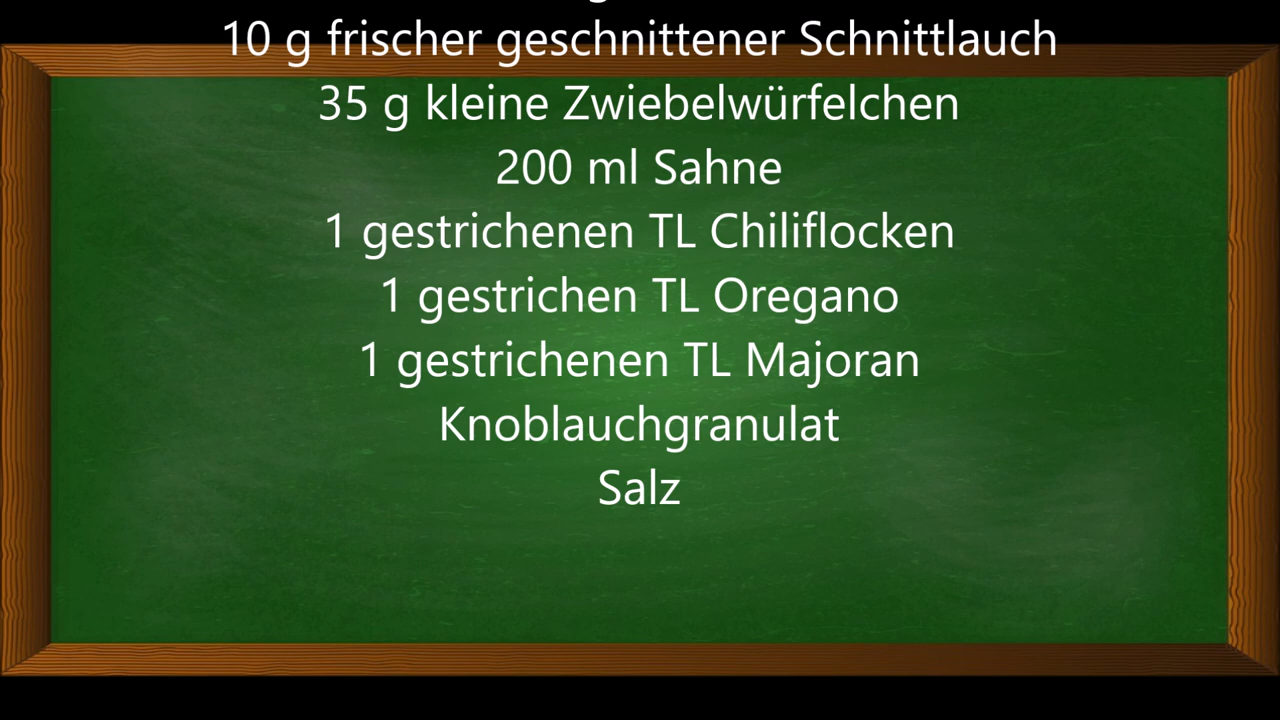 10 g frischer geschnittener Schnittlauch
35 g kleine Zwiebelwürfelchen
200 ml Sahne
1 gestrichenen TL Chiliflocken
1 gestrichen TL Oregano
1 gestrichenen TL Majoran
Knoblauchgranulat
Salz